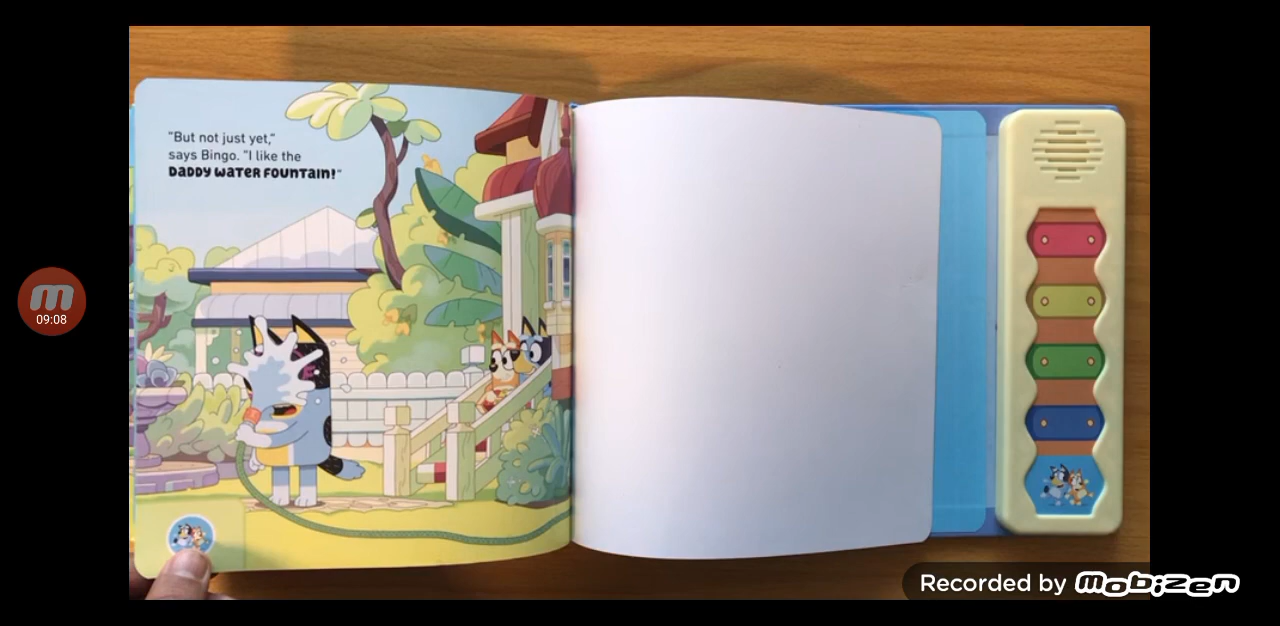 "But not just yet,"
says Bingo. "I like the
DADDY WATER FOUNTAIN!"
09:08
Recorded by mobizen